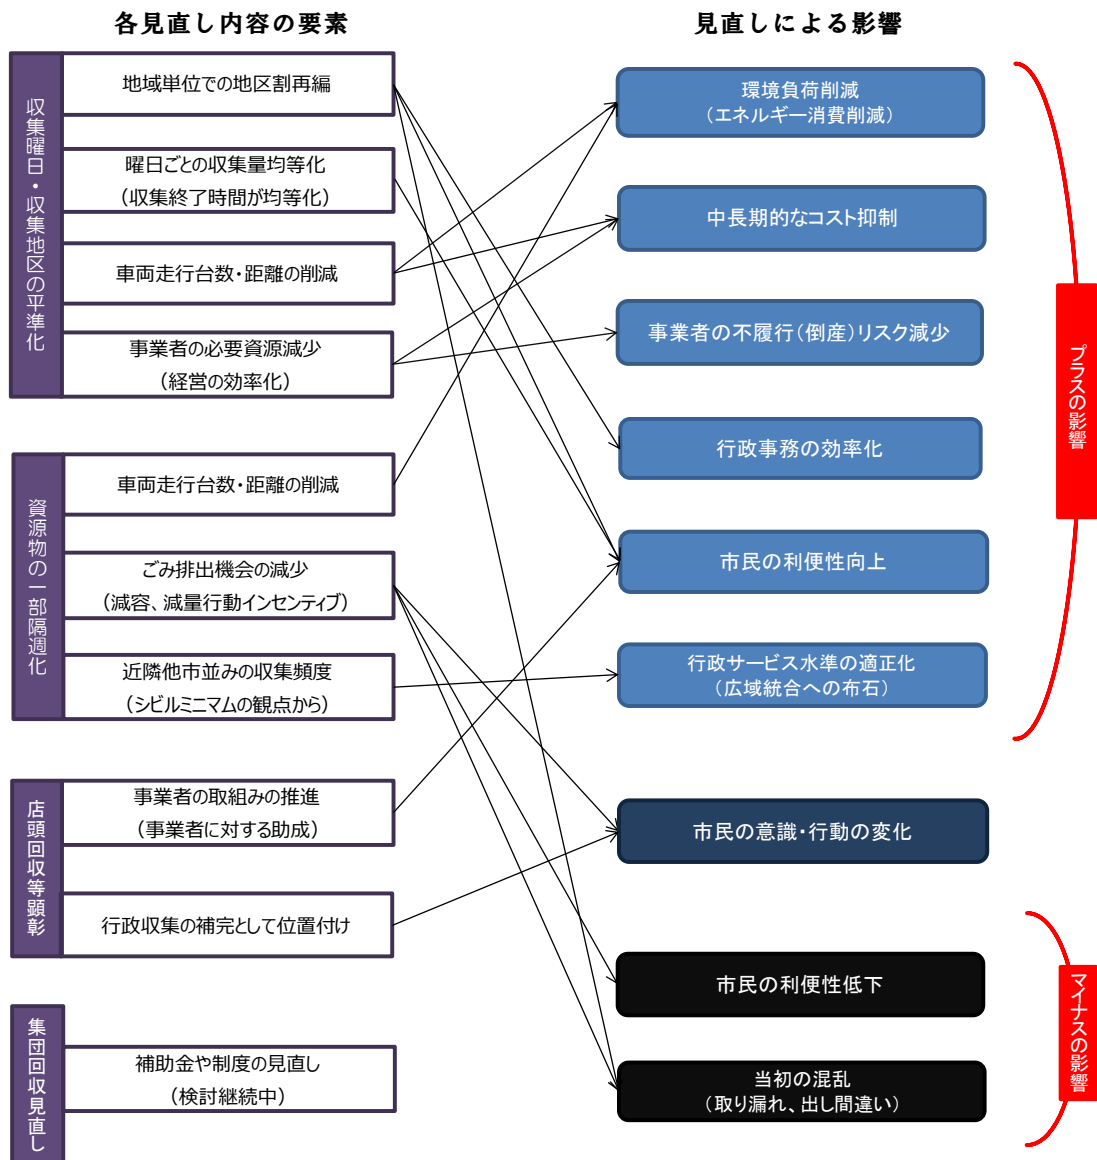 各見直し内容の要素
見直しによる影響
収集曜日・収集地区の平準化
地域単位での地区割再編
曜日ごとの収集量均等化
(収集終了時間が均等化)
車両走行台数・距離の削減
事業者の必要資源減少
(経営の効率化)
資源物の一部隔週化
車両走行台数・距離の削減
ごみ排出機会の減少
(減容、減量行動インセンティブ)
近隣他市並みの収集頻度
(シビルミニマムの観点から)
店頭回収等顕彰
事業者の取組みの推進
(事業者に対する助成)
行政収集の補完として位置付け
集団回収見直し
補助金や制度の見直し
(検討継続中)
環境負荷削減
(エネルギー消費削減)
中長期的なコスト抑制
事業者の不履行(倒産)リスク減少
行政事務の効率化
市民の利便性向上
行政サービス水準の適正化
(広域統合への布石)
市民の意識・行動の変化
市民の利便性低下
当初の混乱
(取り漏れ、出し間違い)
プラスの影響
マイナスの影響